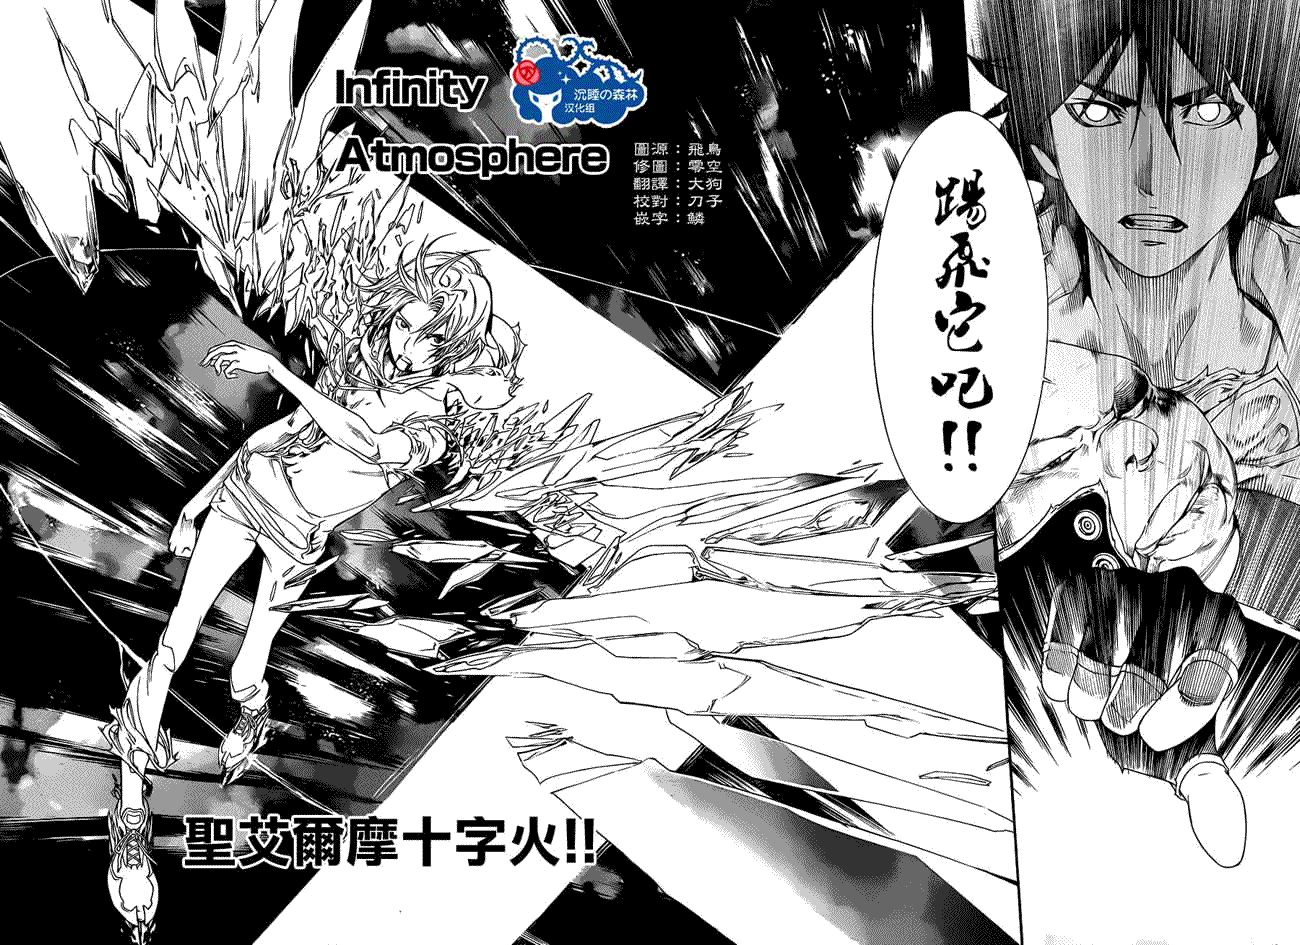 Infinity
Atmosphere
沉睡の森林
汉化组
圖源：飛鳥
修圖：零空
翻譯：大狗
校對：刀子
嵌字：鱗
踢飛它吧!!
聖艾爾摩十字火!!